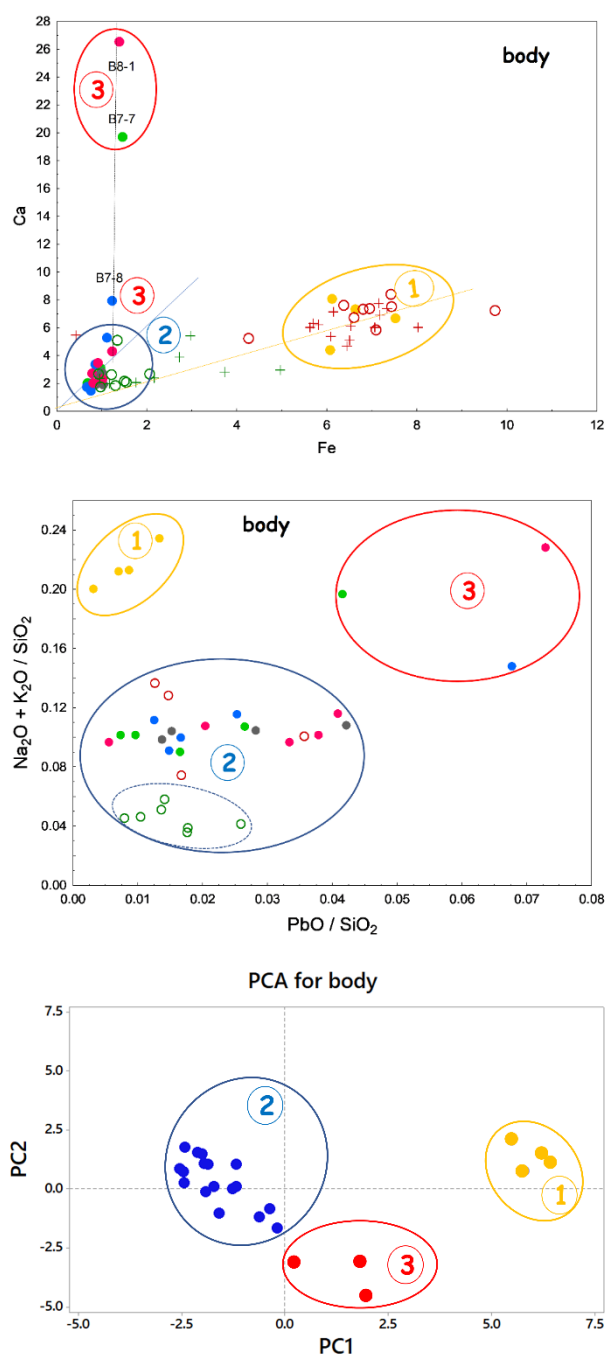 28
26
24
22
20
18
16
14
12
10
8
6
4
2
0
Ca
body
B8-1
3
B7-7
B7-8
3
2
1
0 2 4 6 8 10 12
Fe
0.24
0.20
0.16
0.12
0.08
0.04
0.00
Na2O + K2O / SiO2
body
1
3
2
0.00 0.01 0.02 0.03 0.04 0.05 0.06 0.07 0.08
PbO / SiO2
PCA for body
7.5
5.0
2.5
0.0
-2.5
-5.0
PC2
2
1
3
-5.0 -2.5 0.0 2.5 5.0 7.5
PC1